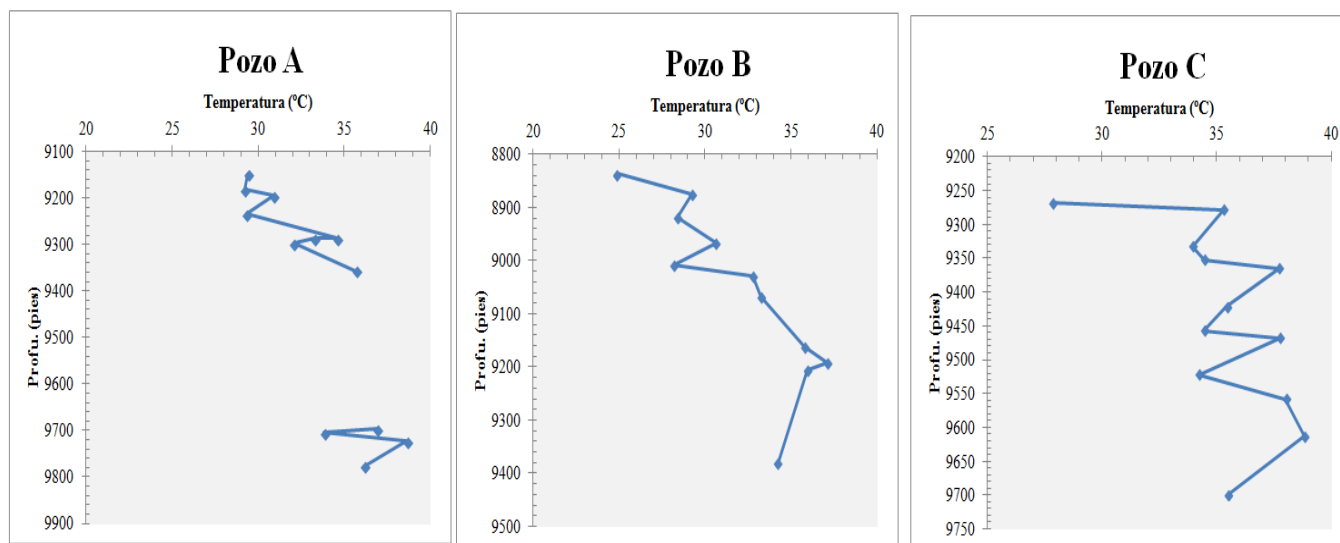 Pozo A
Temperatura (ºC)
20 25 30 35 40
9100
9200
9300
9400
9500
9600
9700
9800
9900
Profu. (pies)
Pozo B
Temperatura (ºC)
20 25 30 35 40
8800
8900
9000
9100
9200
9300
9400
9500
Profu. (pies)
Pozo C
Temperatura (ºC)
25 30 35 40
9200
9250
9300
9350
9400
9450
9500
9550
9600
9650
9700
9750
Profu. (pies)